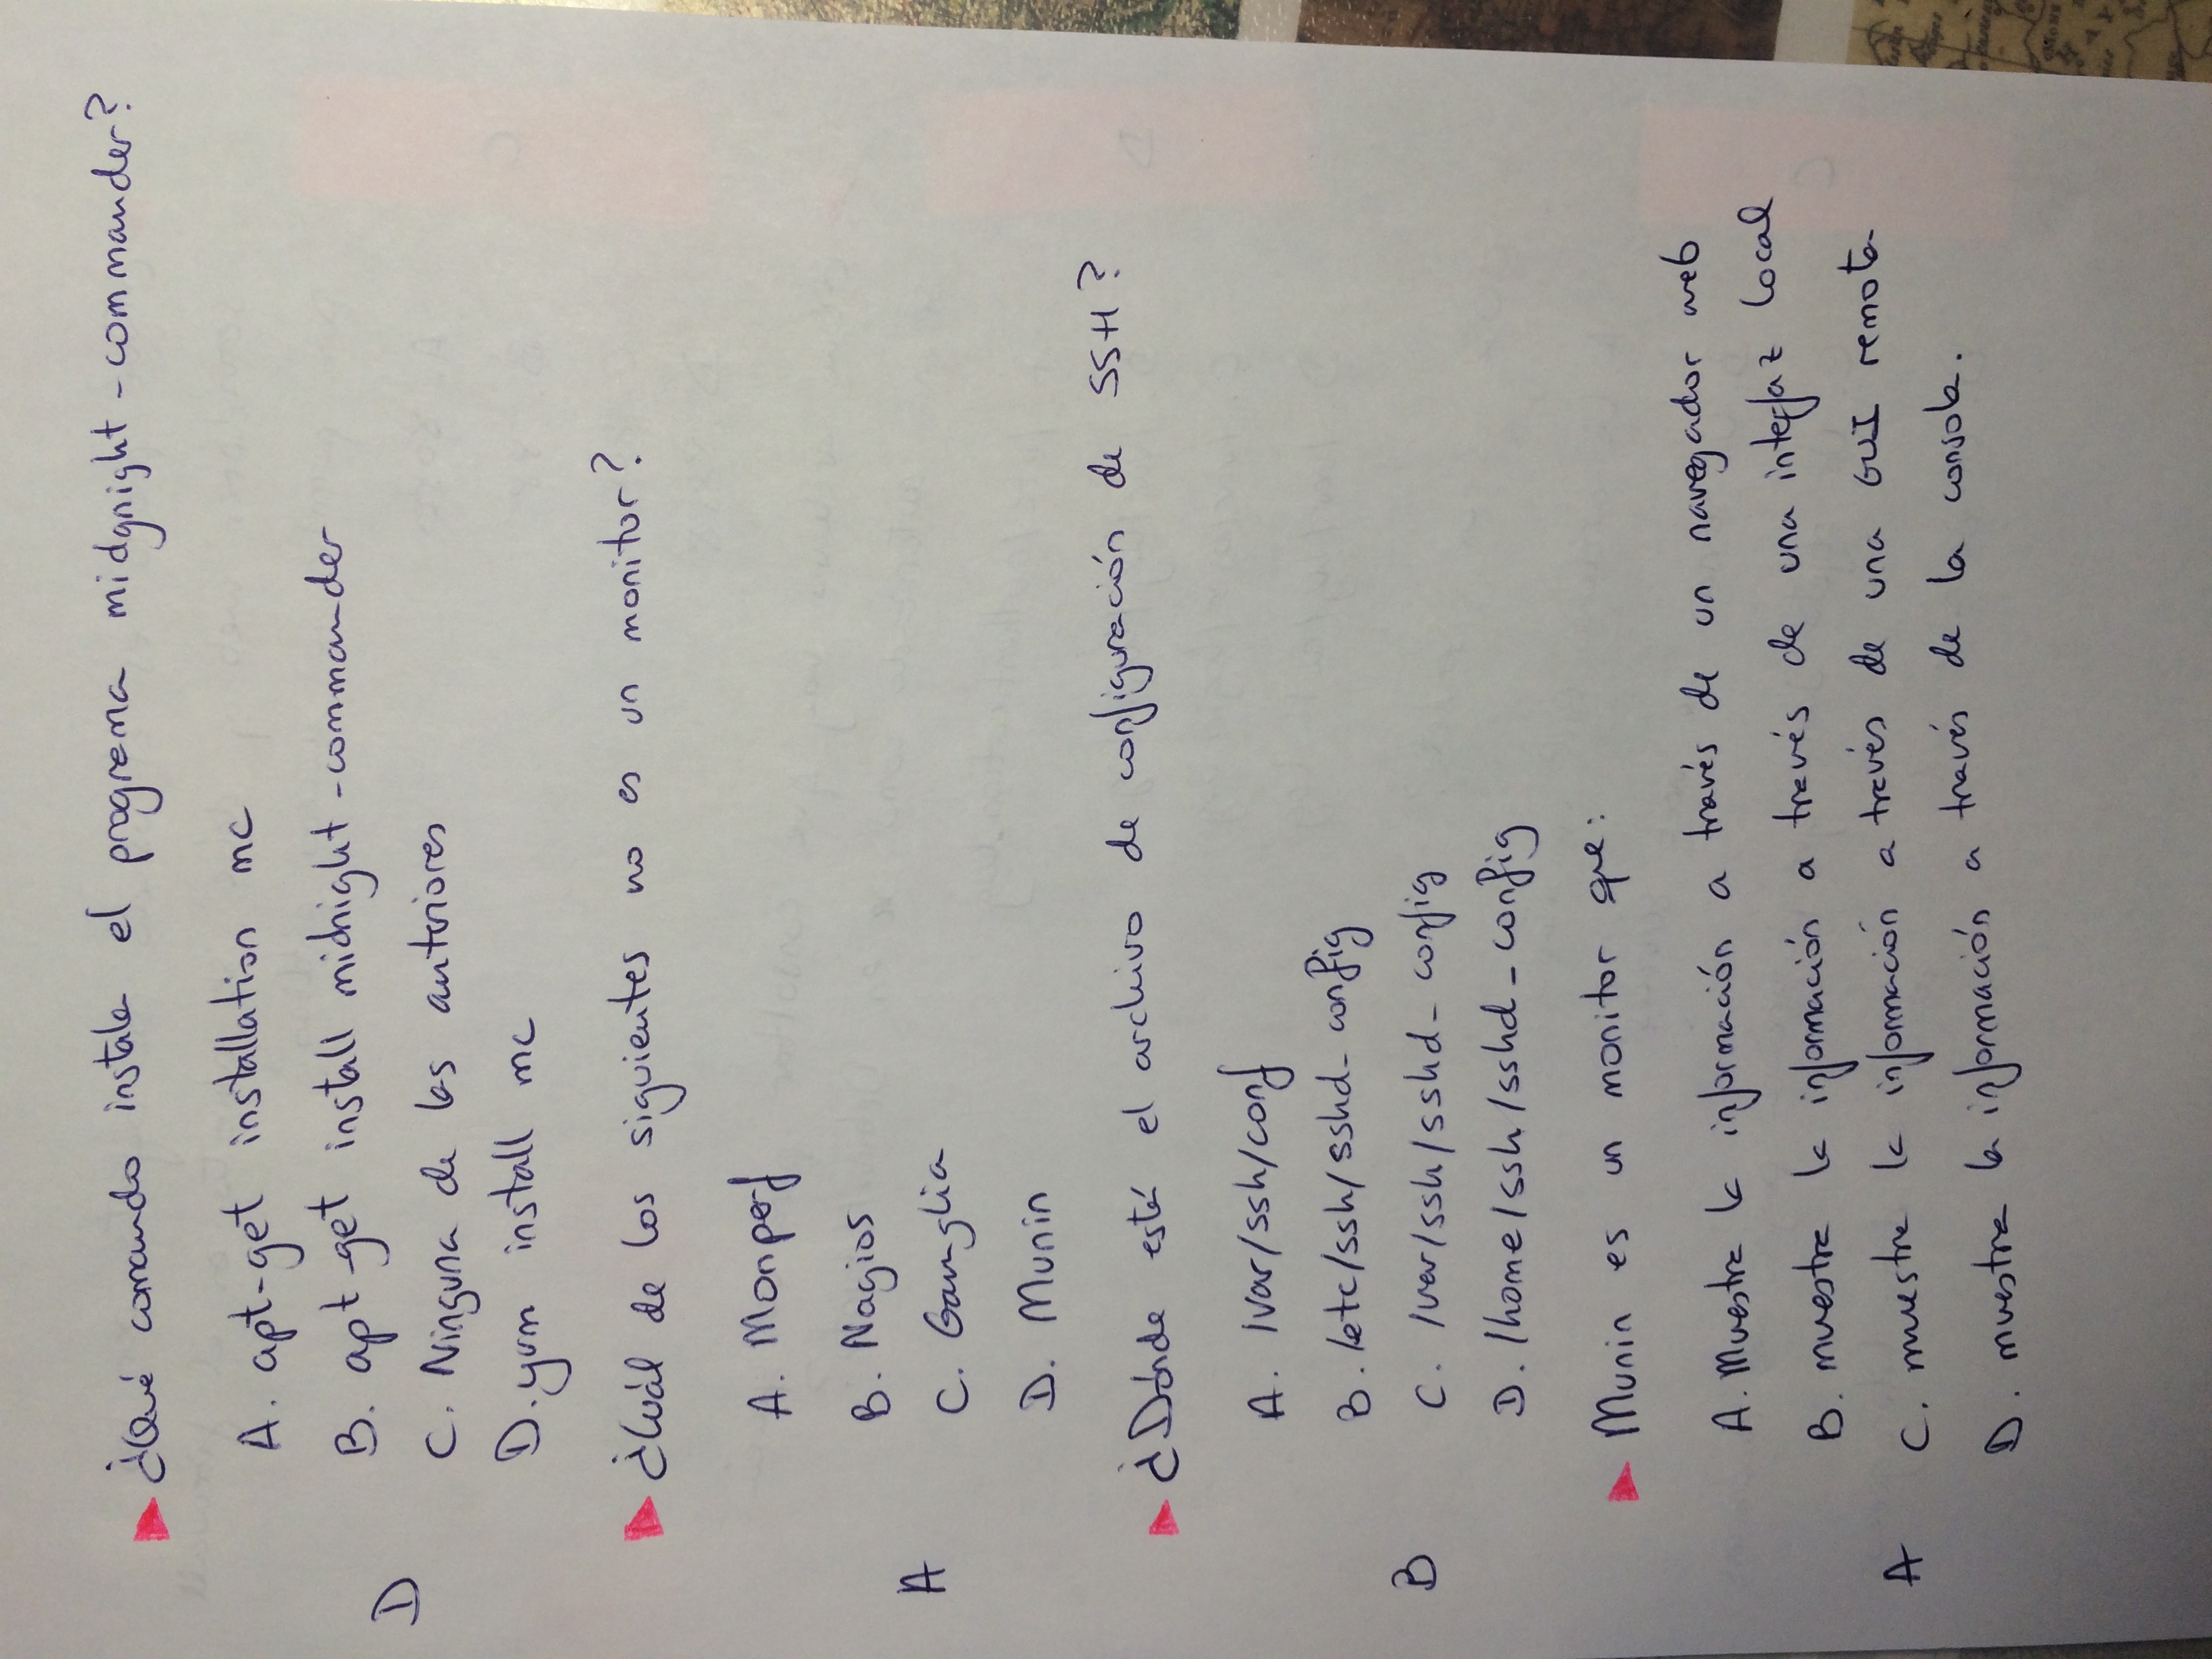 ¿Qué comando instala el programa midgnight-commander?
A. apt-get installation mc
B. apt-get install midnight-commander
D
C. Ninguna de las anteriores
D. yum install mc
¿Cuál de los siguientes no es un monitor?
A. Monperf
B. Nagios
A
C. Ganglia
D. Munin
¿Dónde está el archivo de configuración de SSH?
A. /var/ssh/conf
B. /etc/ssh/sshd_config
B
C. /var/ssh/sshd_config
D. /home/ssh/sshd_config
Munin es un monitor que:
A. Muestra la información a través de un navegador web
B. muestra la información a través de una interfaz local
A
C. muestra la información a través de una GUI remota
D. muestra la información a través de la consola.